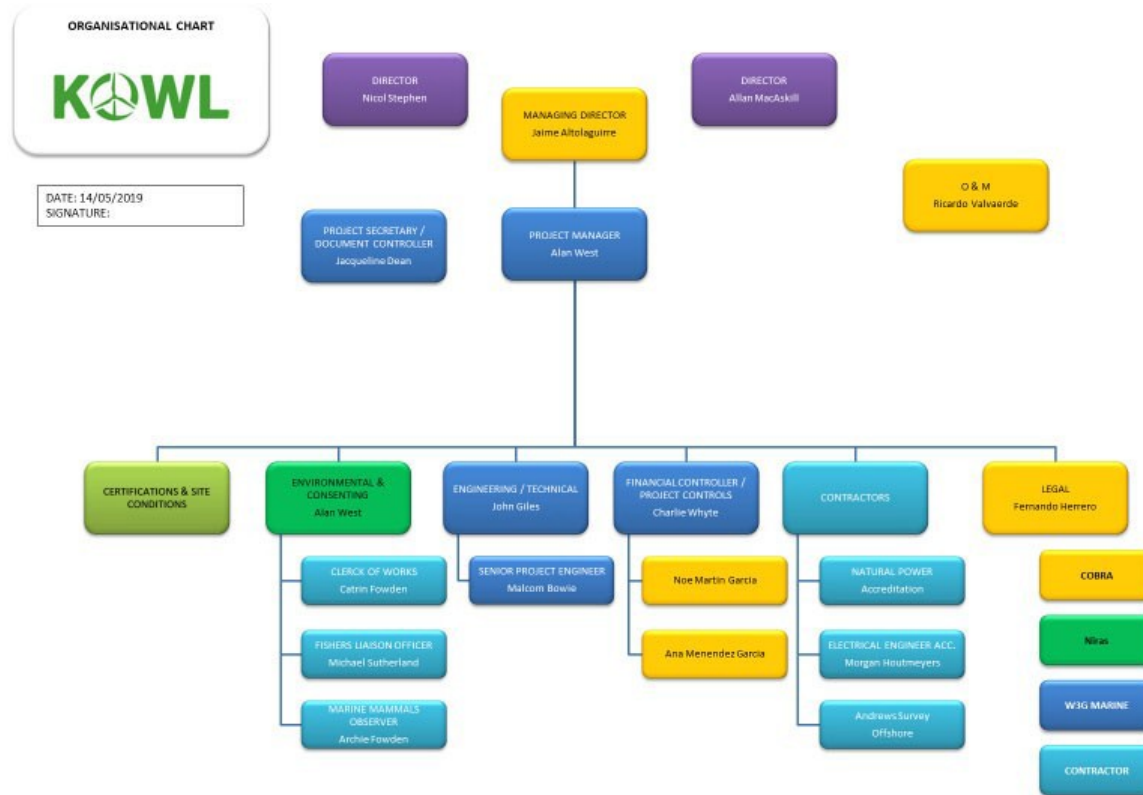 ORGANISATIONAL CHART
KOWL
DATE: 14/05/2019
SIGNATURE:
DIRECTOR
Nicol Stephen
DIRECTOR
Allan MacAskill
MANAGING DIRECTOR
Jaime Altolaguirre
O & M
Ricardo Valvaerde
PROJECT SECRETARY /
DOCUMENT CONTROLLER
Jacqueline Dean
PROJECT MANAGER
Alan West
CERTIFICATIONS & SITE
CONDITIONS
ENVIRONMENTAL &
CONSENTING
Alan West
ENGINEERING / TECHNICAL
John Giles
FINANCIAL CONTROLLER /
PROJECT CONTROLS
Charlie Whyte
CONTRACTORS
LEGAL
Fernando Herrero
CLERCK OF WORKS
Catrin Fowden
SENIOR PROJECT ENGINEER
Malcom Bowie
Noe Martin Garcia
NATURAL POWER
Accreditation
COBRA
FISHERS LIAISON OFFICER
Michael Sutherland
Ana Menendez Garcia
ELECTRICAL ENGINEER ACC.
Morgan Houtmeyers
Niras
MARINE MAMMALS
OBSERVER
Archie Fowden
Andrews Survey
Offshore
W3G MARINE
CONTRACTOR